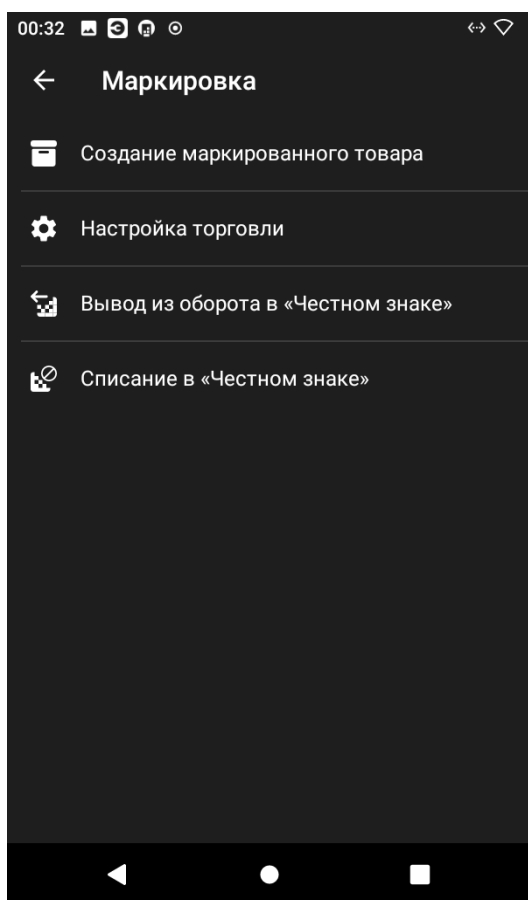 00:32
Маркировка
Создание маркированного товара
Настройка торговли
Вывод из оборота в «Честном знаке»
Списание в «Честном знаке»